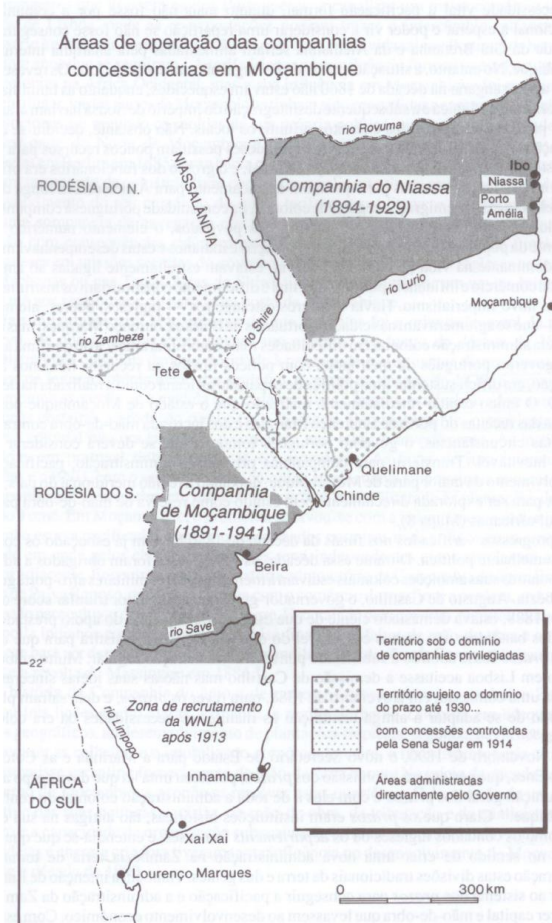 Áreas de operação das companhias
concessionárias em Moçambique
rio Rovuma
NIASSALÂNDIA
RODÉSIA DO N.
Companhia do Niassa
(1894-1929)
Ibo
Niassa
Porto
Amélia
rio Lurio
rio Shire
Moçambique
rio Zambeze
Tete
Quelimane
Chinde
RODÉSIA DO S.
Companhia
de Moçambique
(1891-1941)
Beira
rio Save
22°
Zona de recrutamento
da WNLA
após 1913
rio Limpopo
Inhambane
ÁFRICA
DO SUL
Xai Xai
Lourenço Marques
Território sob o domínio
de companhias privilegiadas
Território sujeito ao domínio
do prazo até 1930...
...com concessões controladas
pela Sena Sugar em 1914
Áreas administradas
directamente pelo Governo
0 300 km